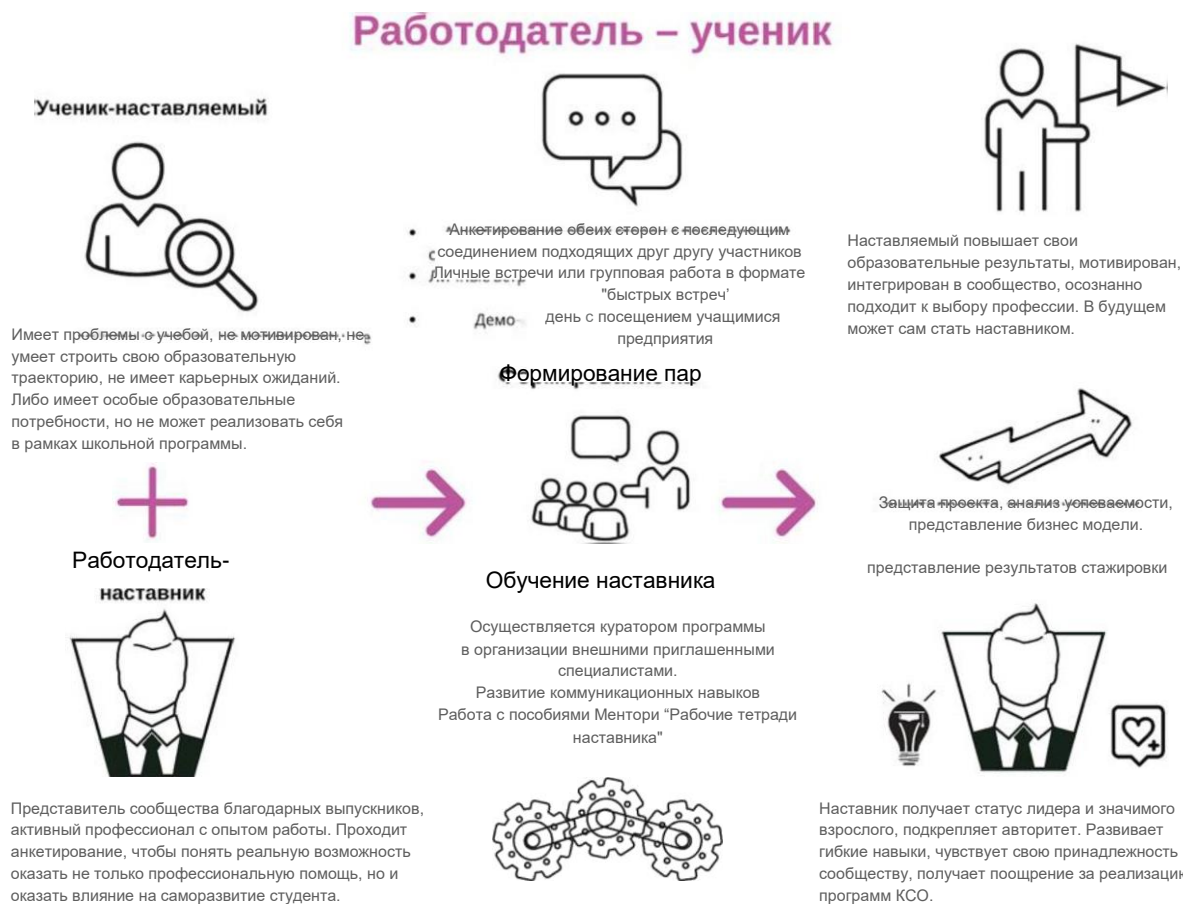 Работодатель – ученик
Ученик-наставляемый
Имеет проблемы с учебой, не мотивирован, не
умеет строить свою образовательную
траекторию, не имеет карьерных ожиданий.
Либо имеет особые образовательные
потребности, но не может реализовать себя
в рамках школьной программы.
Работодатель-
наставник
Представитель сообщества благодарных выпускников,
активный профессионал с опытом работы. Проходит
анкетирование, чтобы понять реальную возможность
оказать не только профессиональную помощь, но и
оказать влияние на саморазвитие студента.
• Анкетирование обеих сторон с последующим
соединением подходящих друг другу участников
• Личные встречи или групповая работа в формате
"быстрых встреч’
• Демо день с посещением учащимися
предприятия
Формирование пар
Обучение наставника
Осуществляется куратором программы
в организации внешними приглашенными
специалистами.
Развитие коммуникационных навыков
Работа с пособиями Ментори “Рабочие тетради
наставника"
Наставляемый повышает свои
образовательные результаты, мотивирован,
интегрирован в сообщество, осознанно
подходит к выбору профессии. В будущем
может сам стать наставником.
Защита проекта, анализ успеваемости,
представление бизнес модели.
представление результатов стажировки
Наставник получает статус лидера и значимого
взрослого, подкрепляет авторитет. Развивает
гибкие навыки, чувствует свою принадлежность
сообществу, получает поощрение за реализацию
программ КСО.